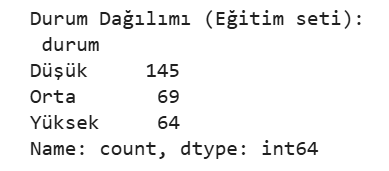 Durum Dağılımı (Eğitim seti):
durum
Düşük 145
Orta 69
Yüksek 64
Name: count, dtype: int64